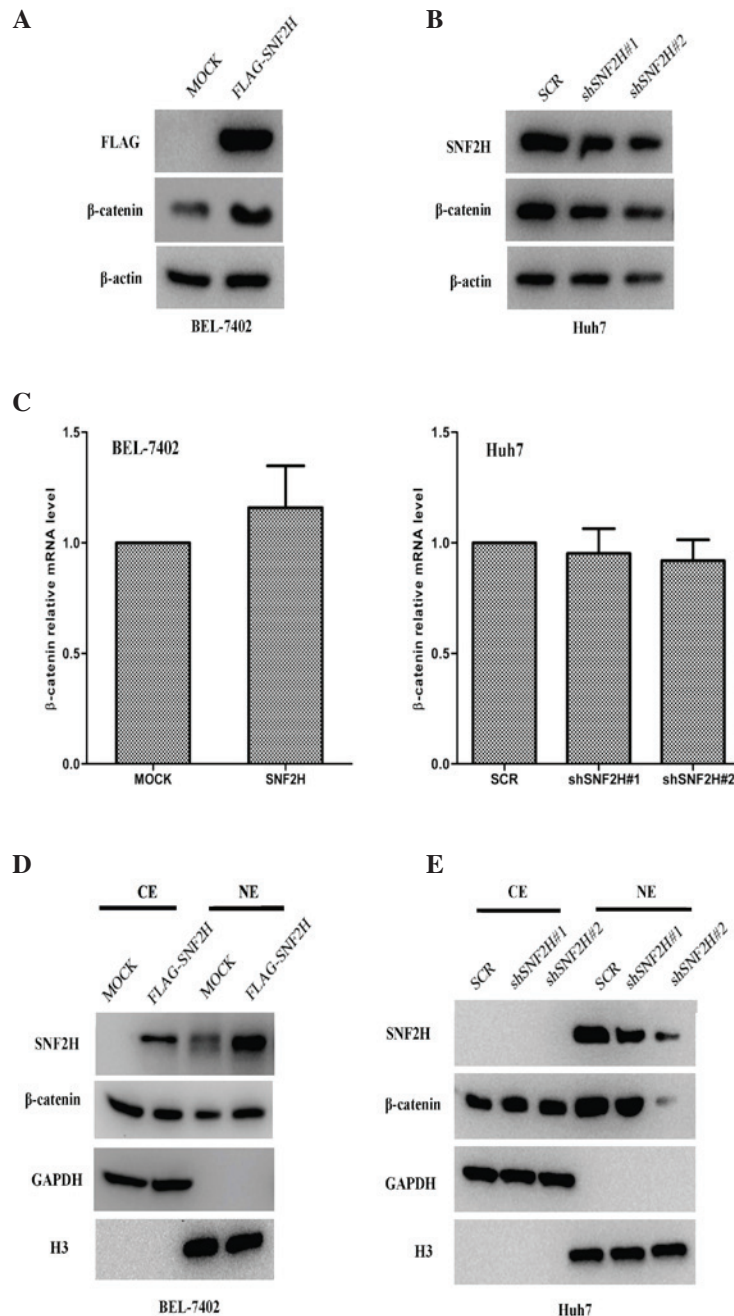 A
MOCK
FLAG-SNF2H
FLAG
β-catenin
β-actin
BEL-7402
B
SCR
shSNF2H#1
shSNF2H#2
SNF2H
β-catenin
β-actin
Huh7
C
BEL-7402
β-catenin relative mRNA level
1.5
1.0
0.5
0.0
MOCK
SNF2H
Huh7
β-catenin relative mRNA level
1.5
1.0
0.5
0.0
SCR
shSNF2H#1
shSNF2H#2
D
CE
NE
MOCK
FLAG-SNF2H
MOCK
FLAG-SNF2H
SNF2H
β-catenin
GAPDH
H3
BEL-7402
E
CE
NE
SCR
shSNF2H#1
shSNF2H#2
SCR
shSNF2H#1
shSNF2H#2
SNF2H
β-catenin
GAPDH
H3
Huh7